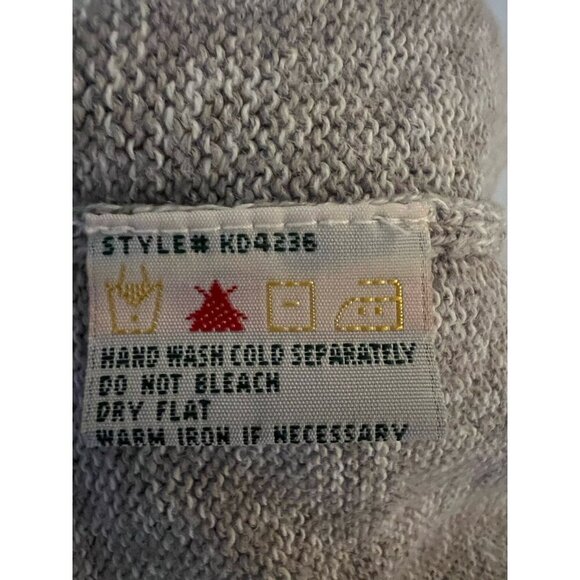 STYLE# KD4236
HAND WASH COLD SEPARATELY
DO NOT BLEACH
DRY FLAT
WARM IRON IF NECESSARY